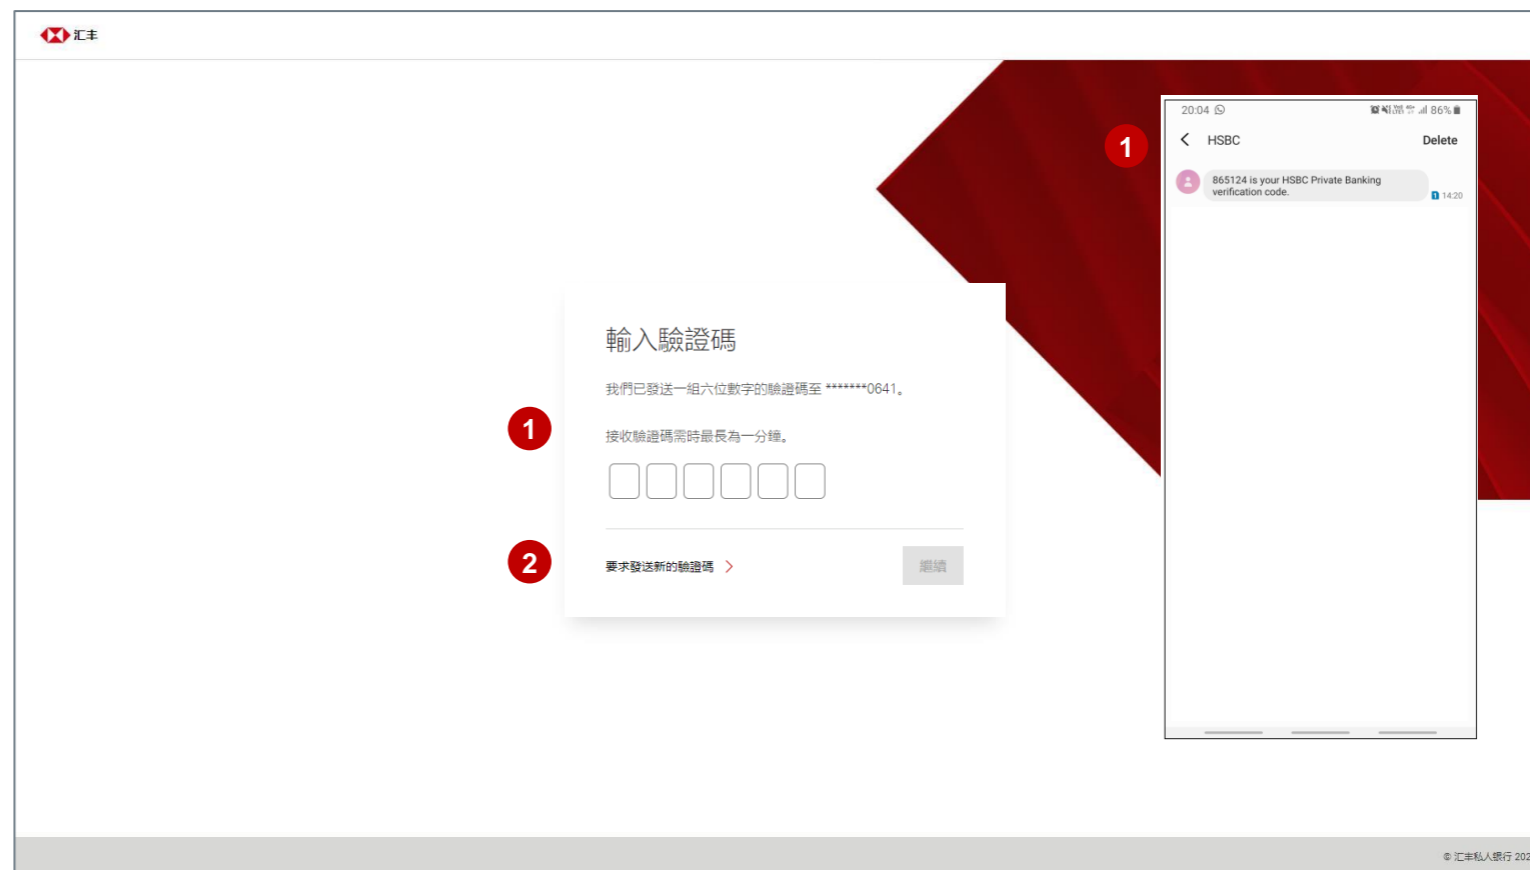 汇丰
20:04
86%
1
HSBC
Delete
865124 is your HSBC Private Banking
verification code.
1 14:20
輸入驗證碼
我們已發送一組六位數字的驗證碼至 *******0641。
1
接收驗證碼需時最長為一分鐘。
2
要求發送新的驗證碼
繼續
© 汇丰私人银行 202